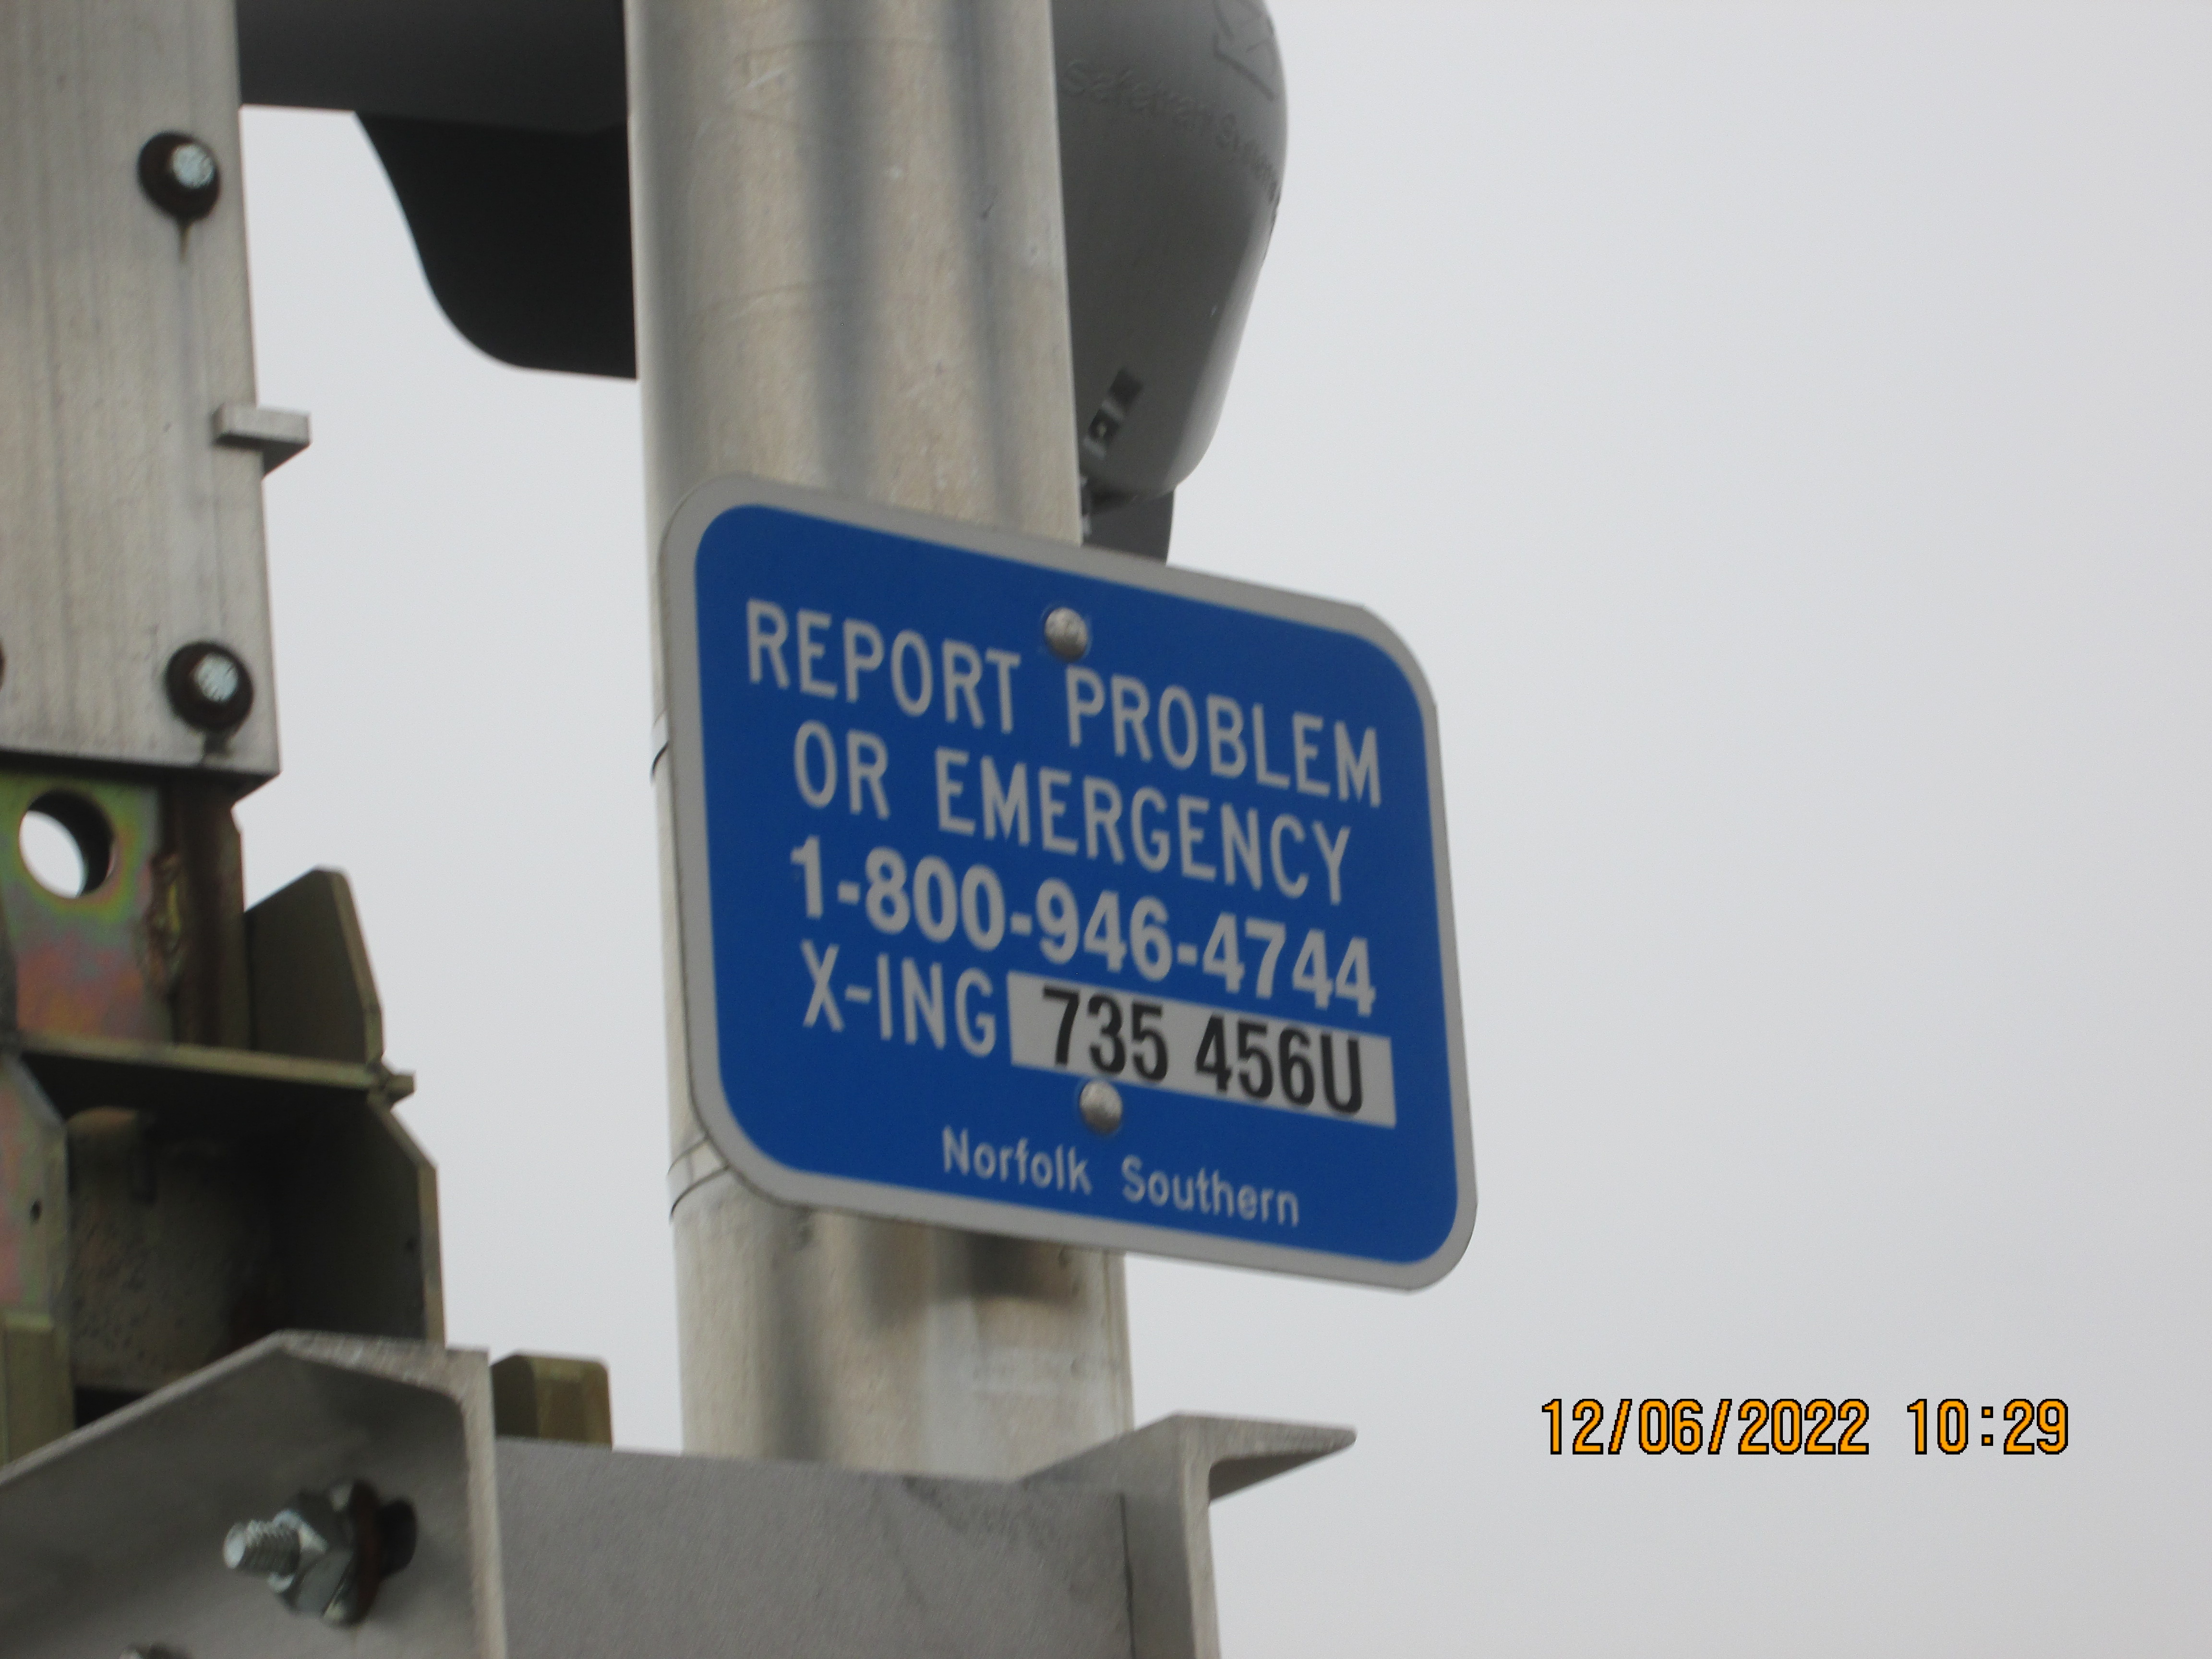 REPORT PROBLEM
OR EMERGENCY
1-800-946-4744
X-ING 735 456U
Norfolk Southern
12/06/2022 10:29